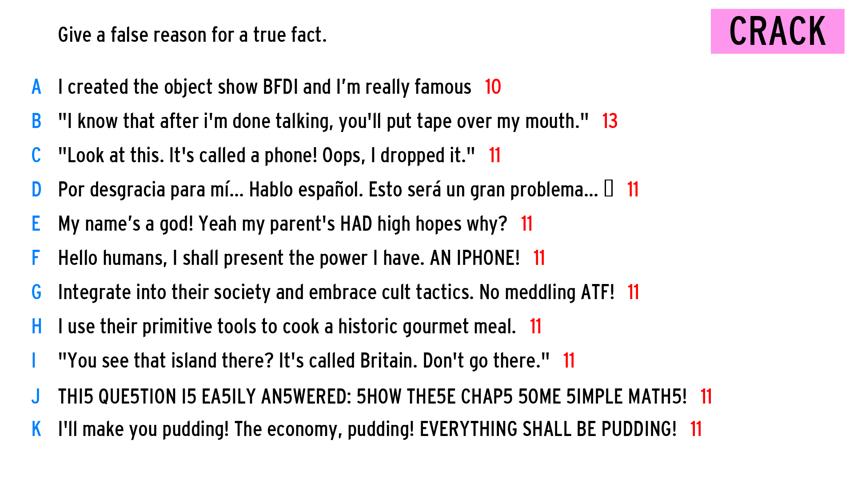 Give a false reason for a true fact.
CRACK
A I created the object show BFDI and I'm really famous 10
B "I know that after i'm done talking, you'll put tape over my mouth." 13
C "Look at this. It's called a phone! Oops, I dropped it." 11
D Por desgracia para mí... Hablo español. Esto será un gran problema... ▯ 11
E My name's a god! Yeah my parent's HAD high hopes why? 11
F Hello humans, I shall present the power I have. AN IPHONE! 11
G Integrate into their society and embrace cult tactics. No meddling ATF! 11
H I use their primitive tools to cook a historic gourmet meal. 11
I "You see that island there? It's called Britain. Don't go there." 11
J THI5 QUE5TION I5 EA5ILY AN5WERED: 5HOW THE5E CHAP5 5OME 5IMPLE MATH5! 11
K I'll make you pudding! The economy, pudding! EVERYTHING SHALL BE PUDDING! 11